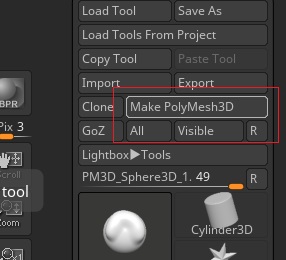 Load Tool Save As
Load Tools From Project
Copy Tool Paste Tool
Import Export
BPR
Clone Make PolyMesh3D
Pix 3
GoZ All Visible R
Lightbox▶Tools
Scroll
PM3D_Sphere3D_1. 49 R
tool
Zoom
Cylinder3D